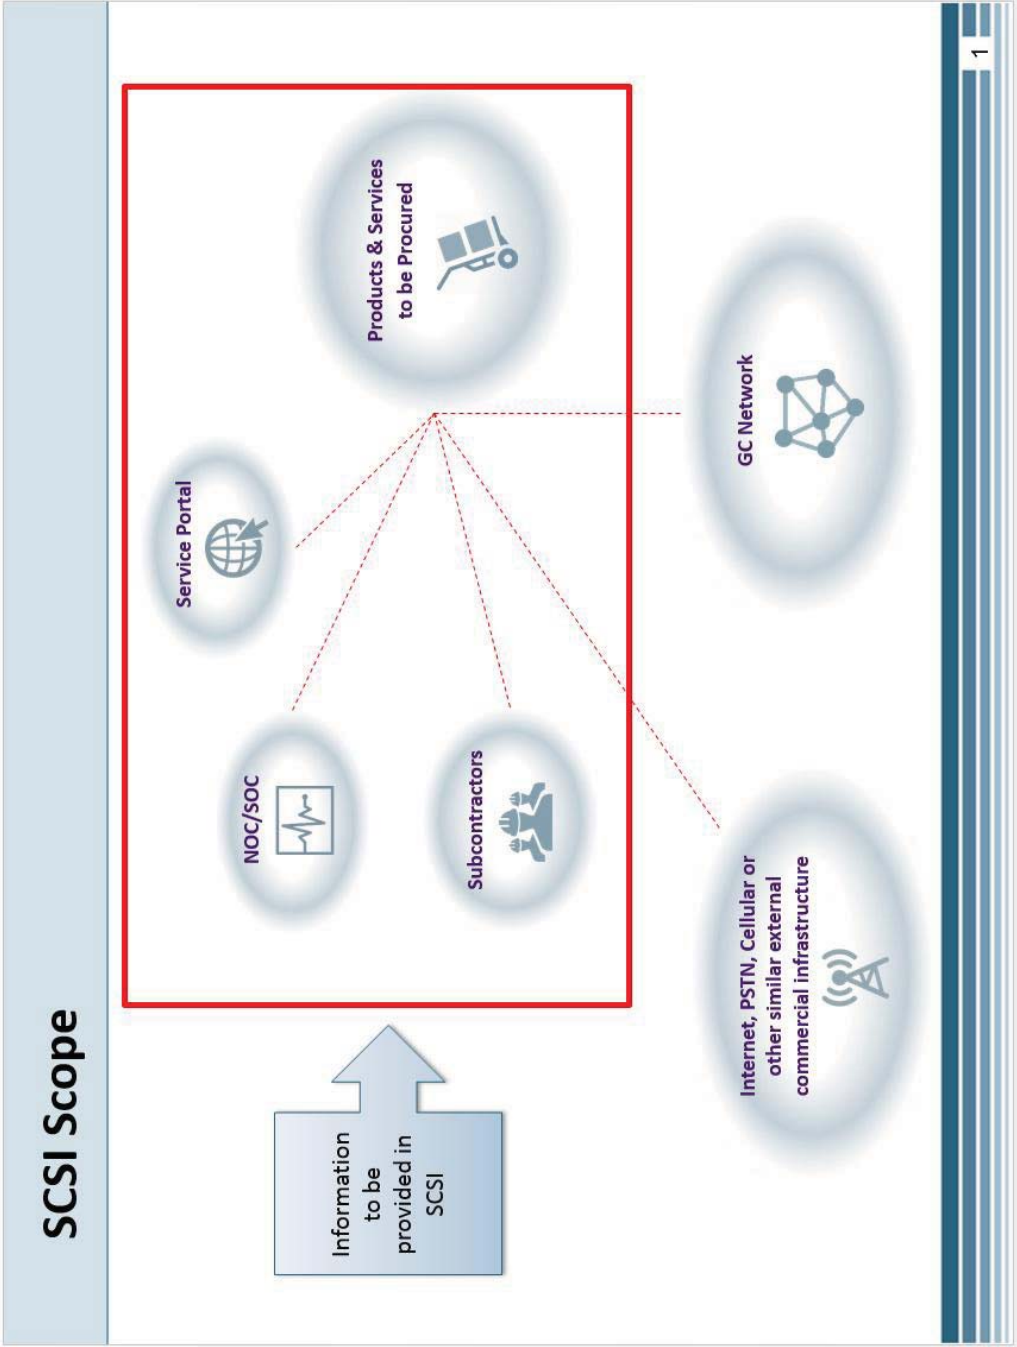 SCSI Scope
Information
to be
provided in
SCSI
NOC/SOC
Service Portal
Products & Services
to be Procured
Subcontractors
Internet, PSTN, Cellular or
other similar external
commercial infrastructure
GC Network
1